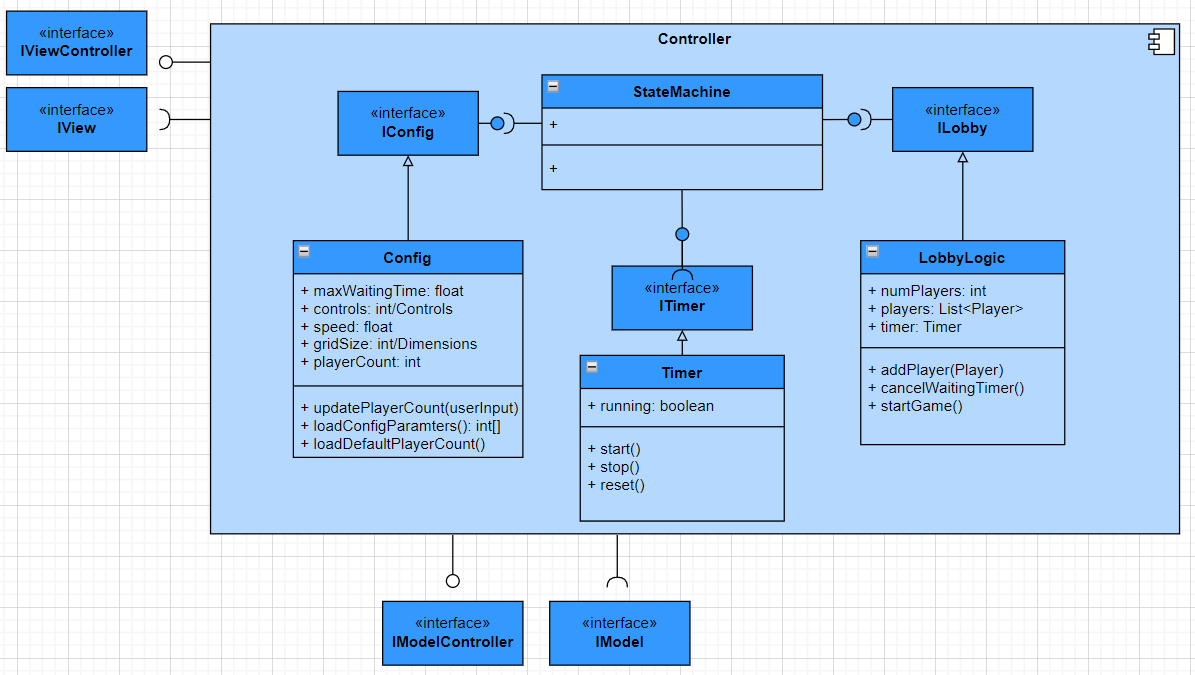 «interface»
IViewController
«interface»
IView
Controller
«interface»
IConfig
StateMachine
+
+
«interface»
ILobby
Config
+ maxWaitingTime: float
+ controls: int/Controls
+ speed: float
+ gridSize: int/Dimensions
+ playerCount: int
+ updatePlayerCount(userInput)
+ loadConfigParamters(): int[]
+ loadDefaultPlayerCount()
«interface»
ITimer
Timer
+ running: boolean
+ start()
+ stop()
+ reset()
LobbyLogic
+ numPlayers: int
+ players: List<Player>
+ timer: Timer
+ addPlayer(Player)
+ cancelWaitingTimer()
+ startGame()
«interface»
IModelController
«interface»
IModel